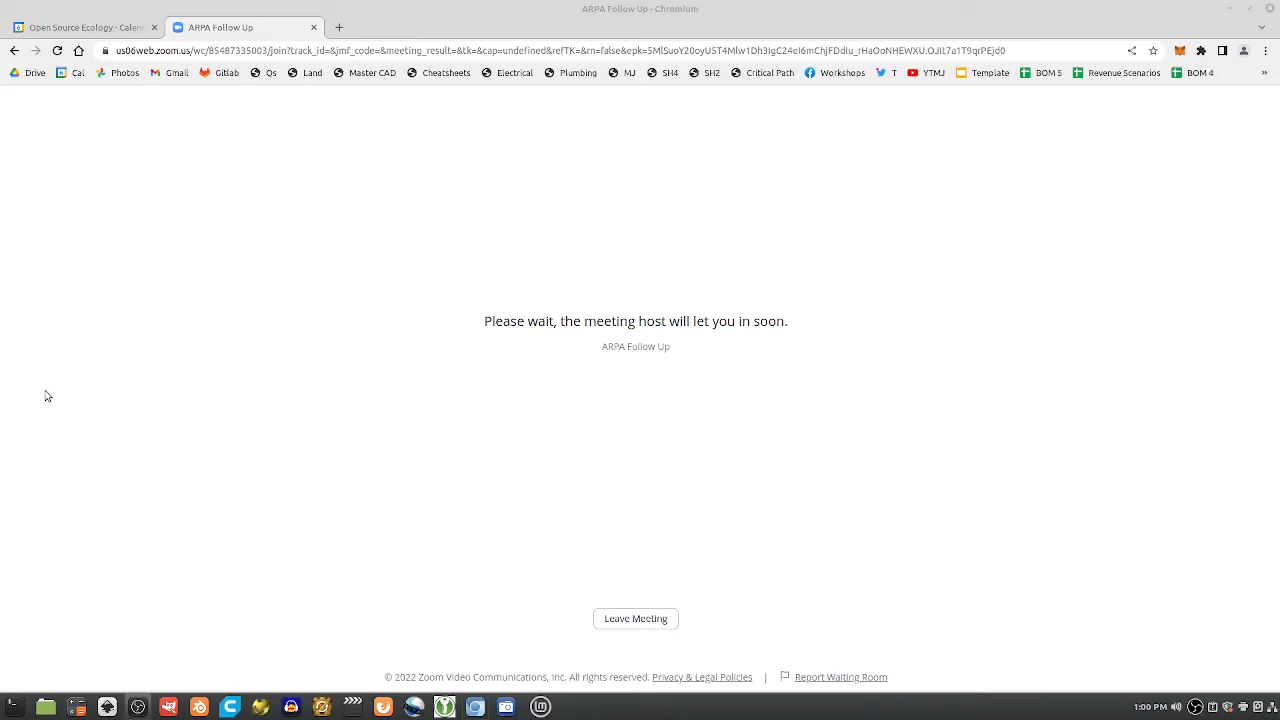 ARPA Follow Up - Chromium
Open Source Ecology - Calen
ARPA Follow Up
us06web.zoom.us/wc/85487335003/join?track_id=&jmf_code=&meeting_result=&tk=&cap=undefined&refTK=&rn=false&epk=5MlSuoY20oyU5T4Mlw1Dh3IgC24eI6mChjFDdIu_rHaOoNHEWXU.OJIt7a1T9qrPEjd0
Drive Cal Photos Gmail Gitlab Qs Land Master CAD Cheatsheets Electrical Plumbing MJ SH4 SH2 Critical Path Workshops T YTMJ Template BOM 5 Revenue Scenarios BOM 4 »
Please wait, the meeting host will let you in soon.
ARPA Follow Up
Leave Meeting
© 2022 Zoom Video Communications, Inc. All rights reserved. Privacy & Legal Policies | Report Waiting Room
1:00 PM